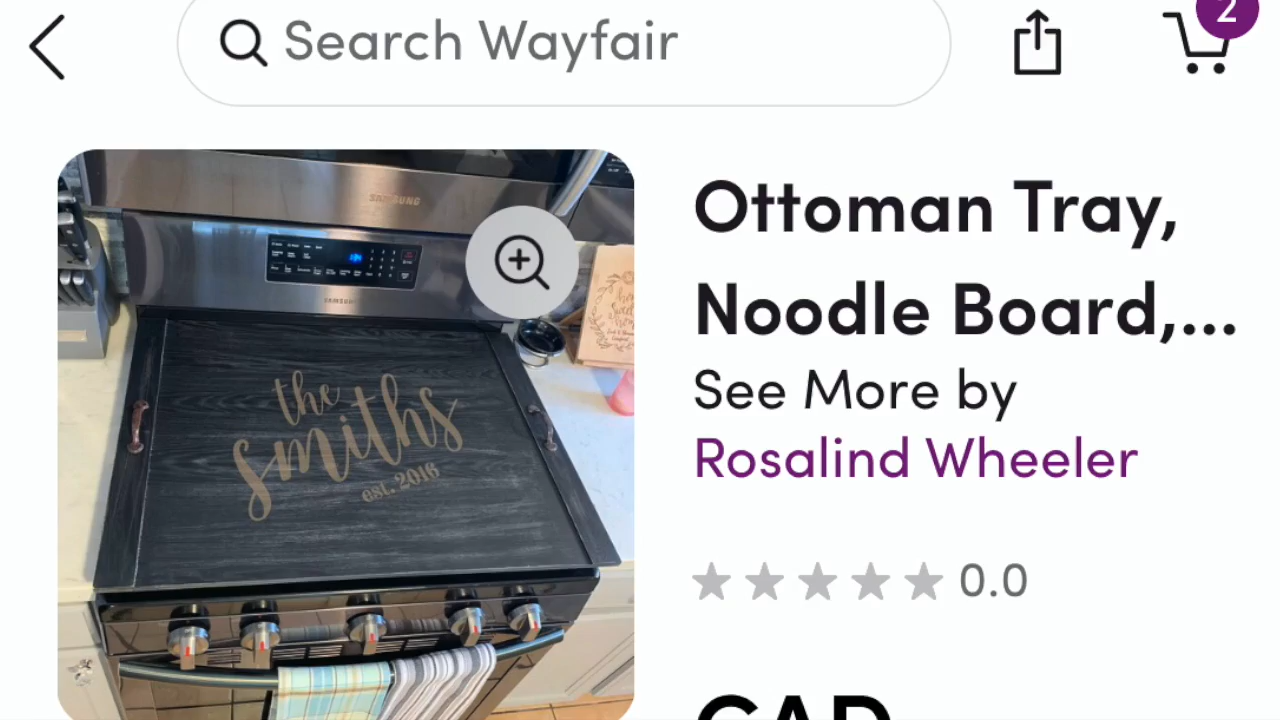 2
Search Wayfair
SAMSUNG
SAMSUNG
the
smiths
est. 2016
Ottoman Tray,
Noodle Board,...
See More by
Rosalind Wheeler
0.0
CAD